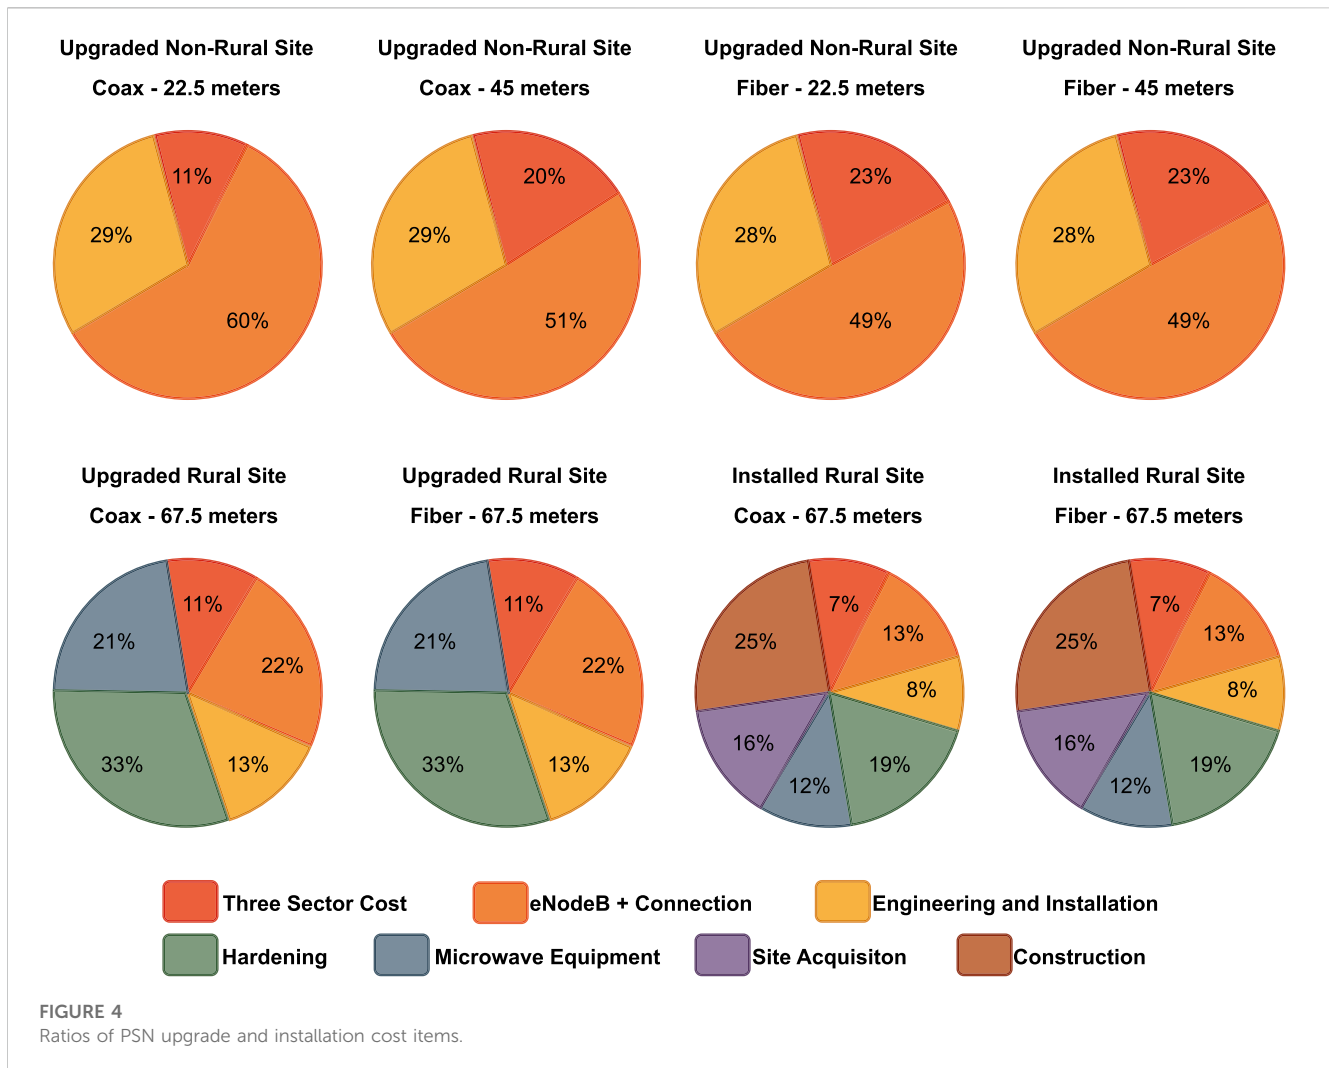 Upgraded Non-Rural Site
Coax - 22.5 meters
11%
29%
60%
Upgraded Non-Rural Site
Coax - 45 meters
20%
29%
51%
Upgraded Non-Rural Site
Fiber - 22.5 meters
23%
28%
49%
Upgraded Non-Rural Site
Fiber - 45 meters
23%
28%
49%
Upgraded Rural Site
Coax - 67.5 meters
11%
21%
22%
33%
13%
Upgraded Rural Site
Fiber - 67.5 meters
11%
21%
22%
33%
13%
Installed Rural Site
Coax - 67.5 meters
7%
13%
25%
8%
16%
19%
12%
Installed Rural Site
Fiber - 67.5 meters
7%
13%
25%
8%
16%
19%
12%
Three Sector Cost
eNodeB + Connection
Engineering and Installation
Hardening
Microwave Equipment
Site Acquisiton
Construction
FIGURE 4
Ratios of PSN upgrade and installation cost items.